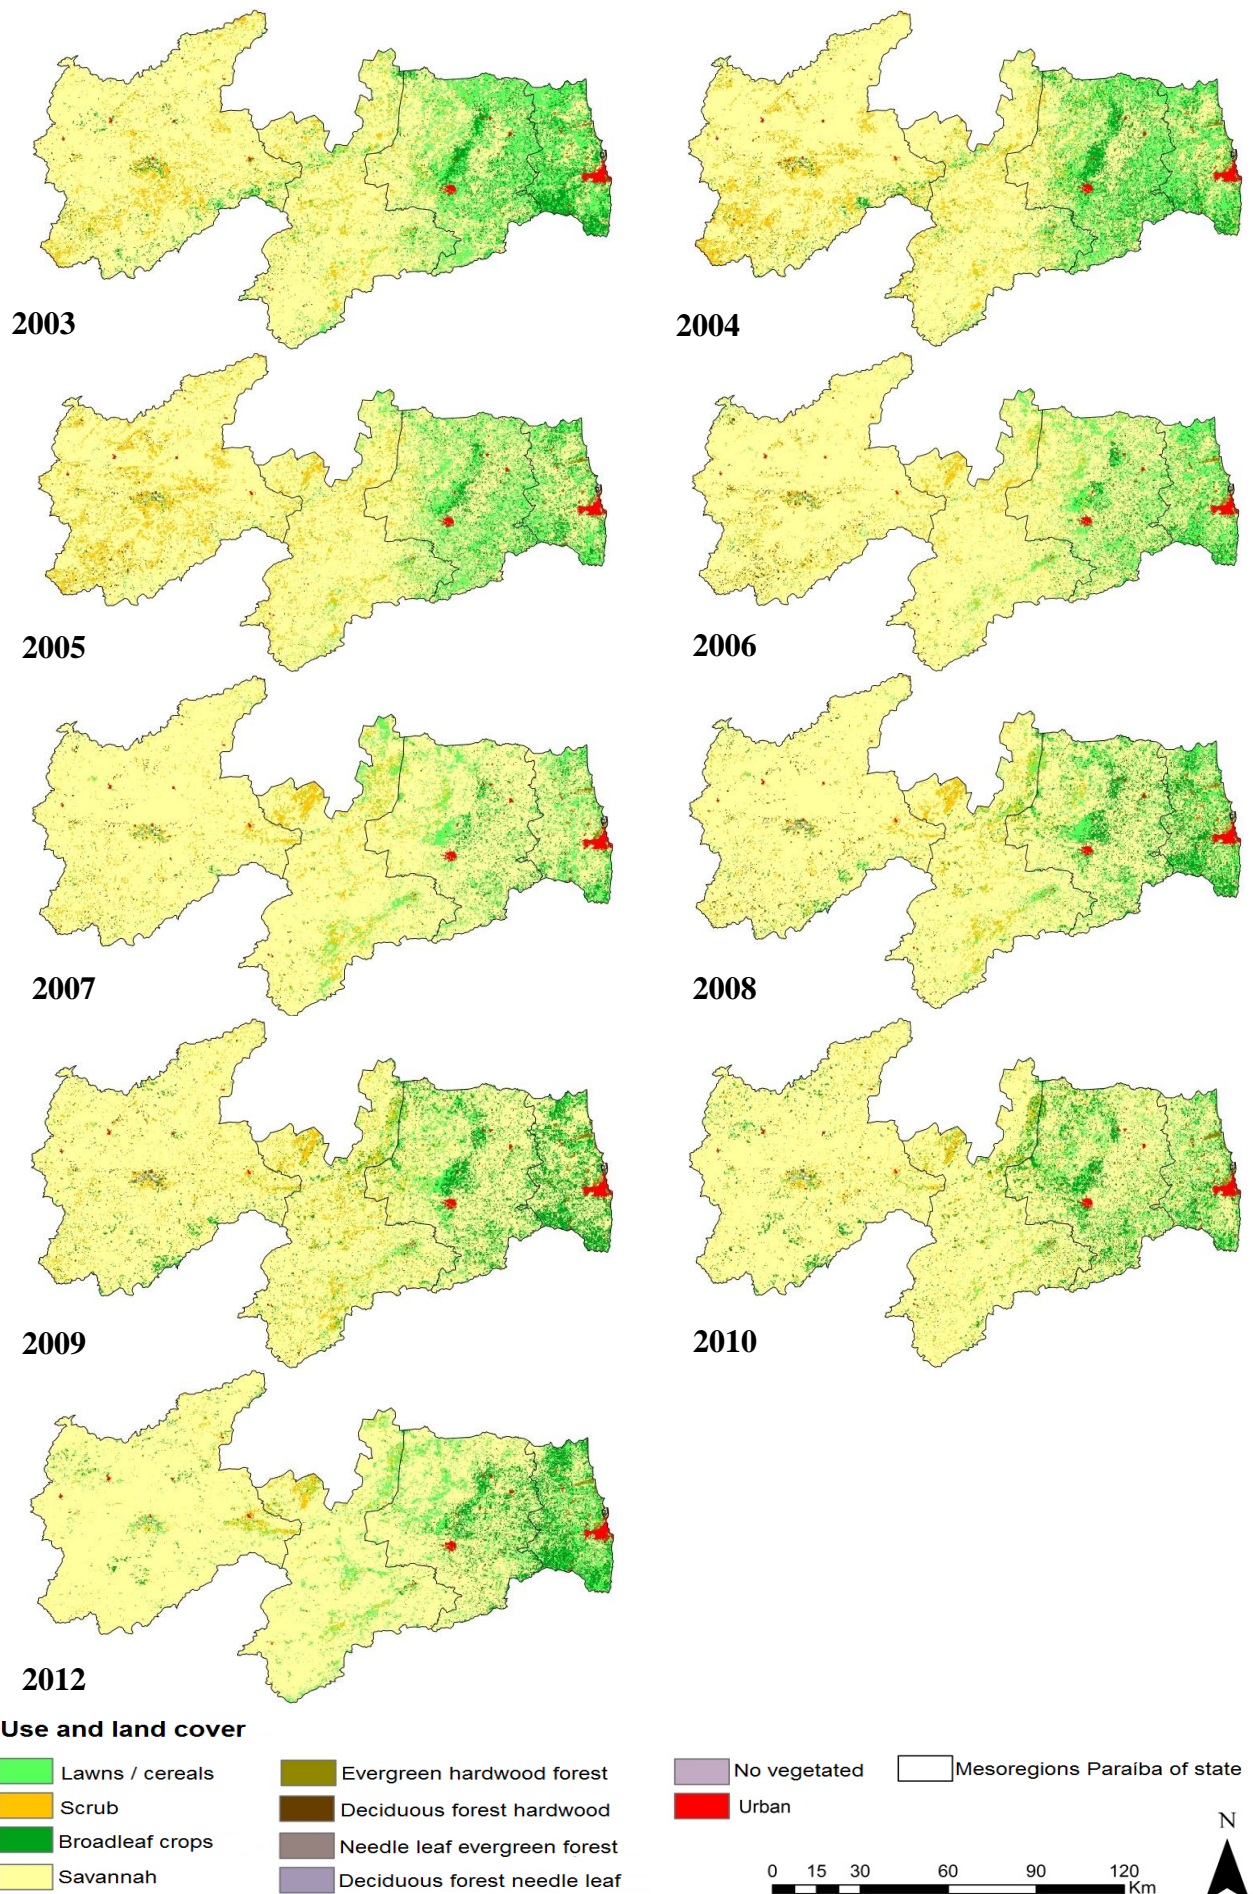 2003
2004
2005
2006
2007
2008
2009
2010
2012
Use and land cover
Lawns / cereals
Scrub
Broadleaf crops
Savannah
Evergreen hardwood forest
Deciduous forest hardwood
Needle leaf evergreen forest
Deciduous forest needle leaf
No vegetated
Urban
Mesoregions Paraíba of state
N
0 15 30 60 90 120
Km